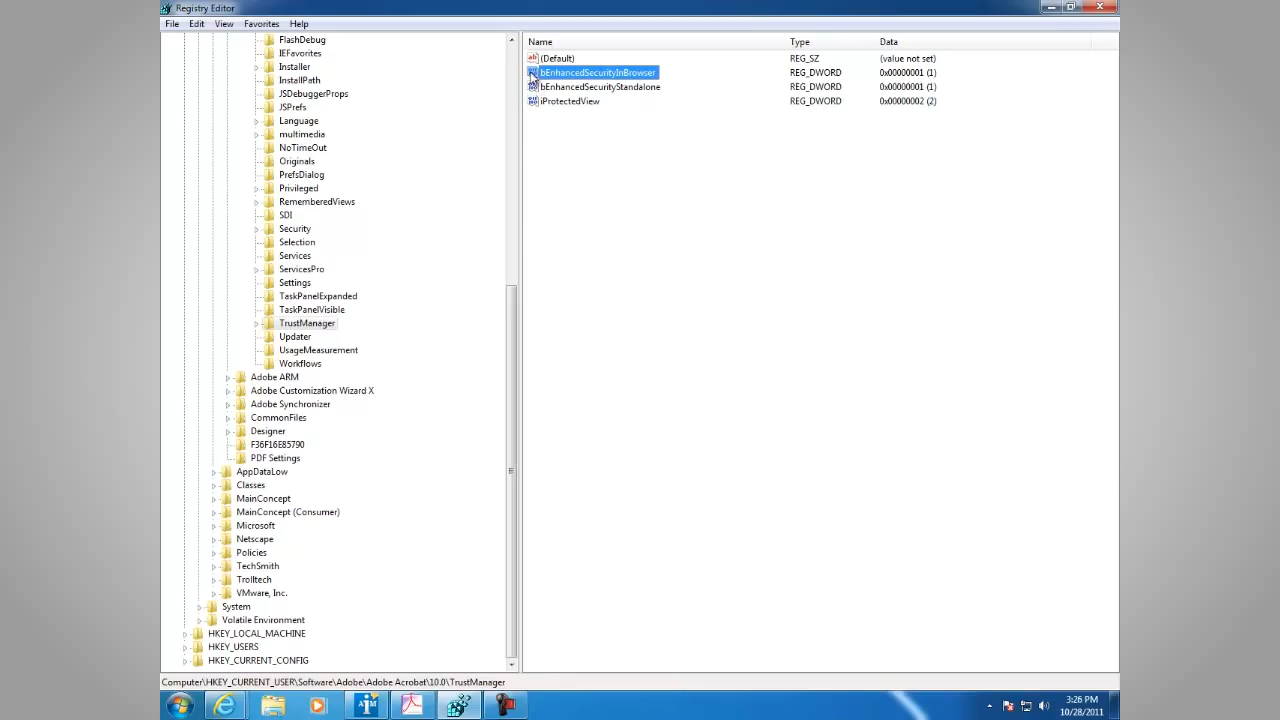 Registry Editor
File Edit View Favorites Help
FlashDebug
IEFavorites
Installer
InstallPath
JSDebuggerProps
JSPrefs
Language
multimedia
NoTimeOut
Originals
PrefsDialog
Privileged
RememberedViews
SDI
Security
Selection
Services
ServicesPro
Settings
TaskPanelExpanded
TaskPanelVisible
TrustManager
Updater
UsageMeasurement
Workflows
Adobe ARM
Adobe Customization Wizard X
Adobe Synchronizer
CommonFiles
Designer
F36F16E85790
PDF Settings
AppDataLow
Classes
MainConcept
MainConcept (Consumer)
Microsoft
Netscape
Policies
TechSmith
Trolltech
VMware, Inc.
System
Volatile Environment
HKEY_LOCAL_MACHINE
HKEY_USERS
HKEY_CURRENT_CONFIG
Name Type Data
(Default) REG_SZ (value not set)
bEnhancedSecurityInBrowser REG_DWORD 0x00000001 (1)
bEnhancedSecurityStandalone REG_DWORD 0x00000001 (1)
iProtectedView REG_DWORD 0x00000002 (2)
Computer\HKEY_CURRENT_USER\Software\Adobe\Adobe Acrobat\10.0\TrustManager
3:26 PM
10/28/2011